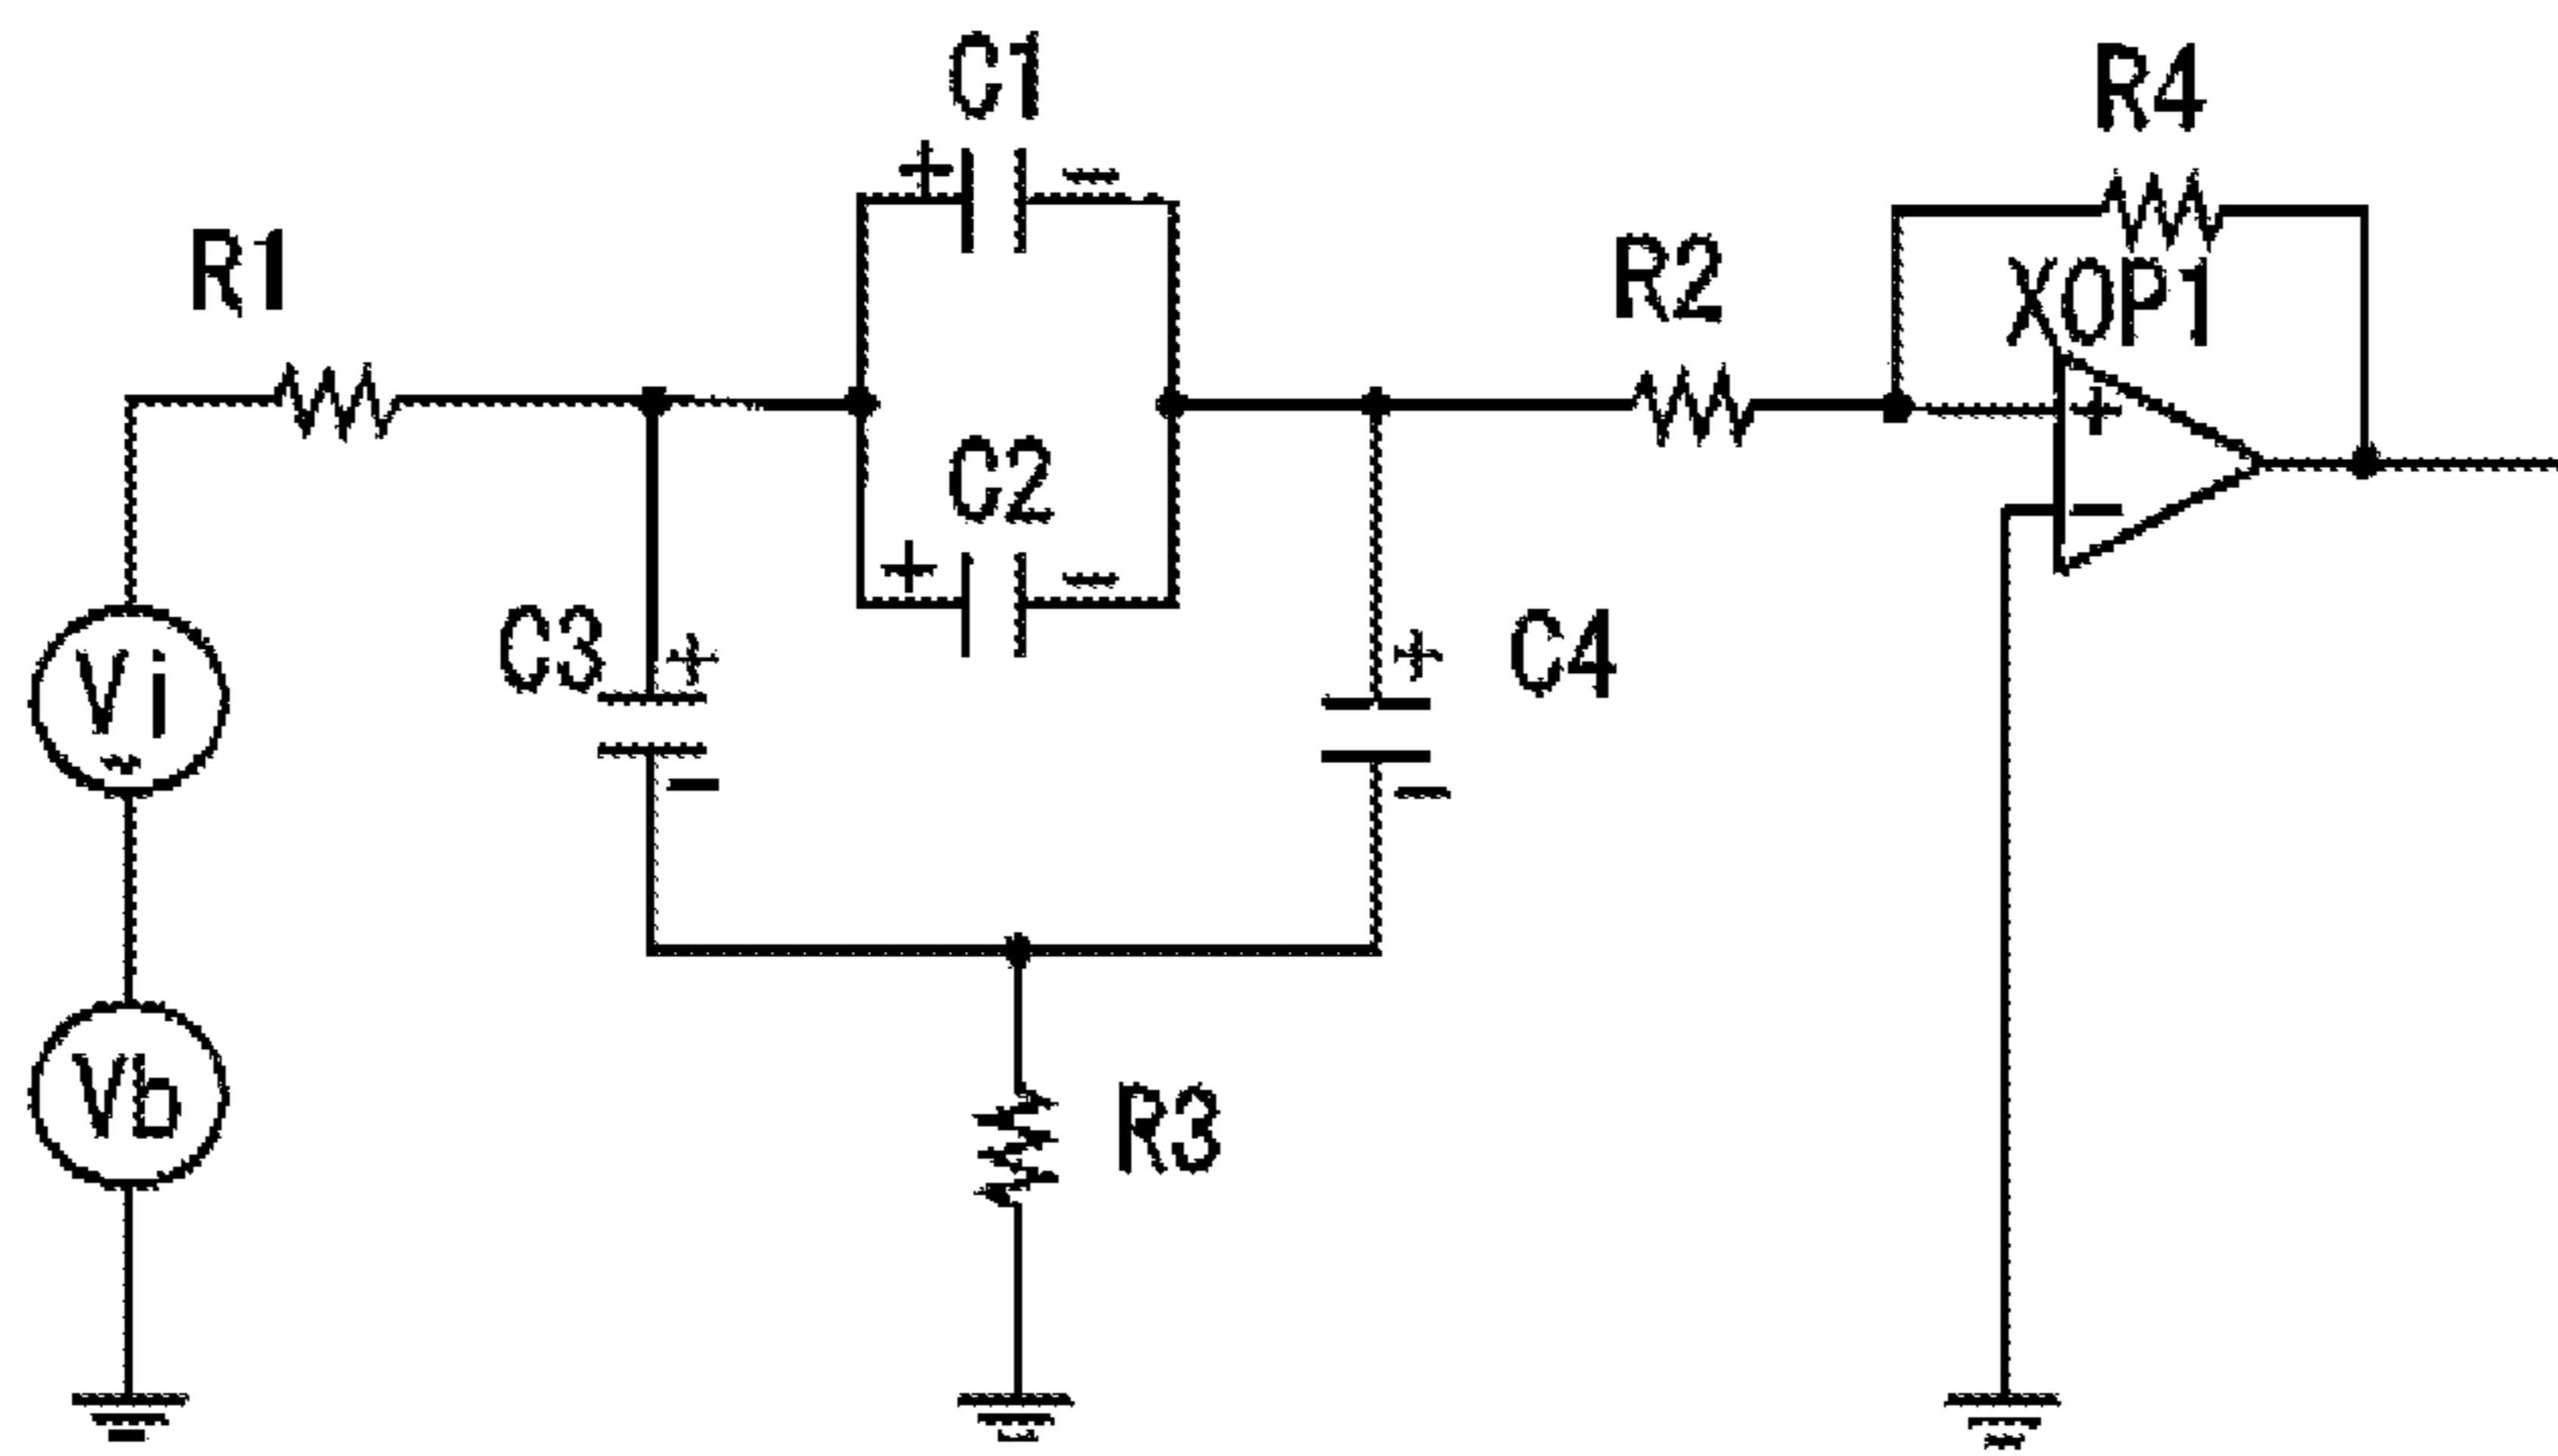 C1
R4
+ -
R1
R2
XOP1
+
C2
-
+ -
C3
+
+
C4
Vi
~
-
-
Vb
R3